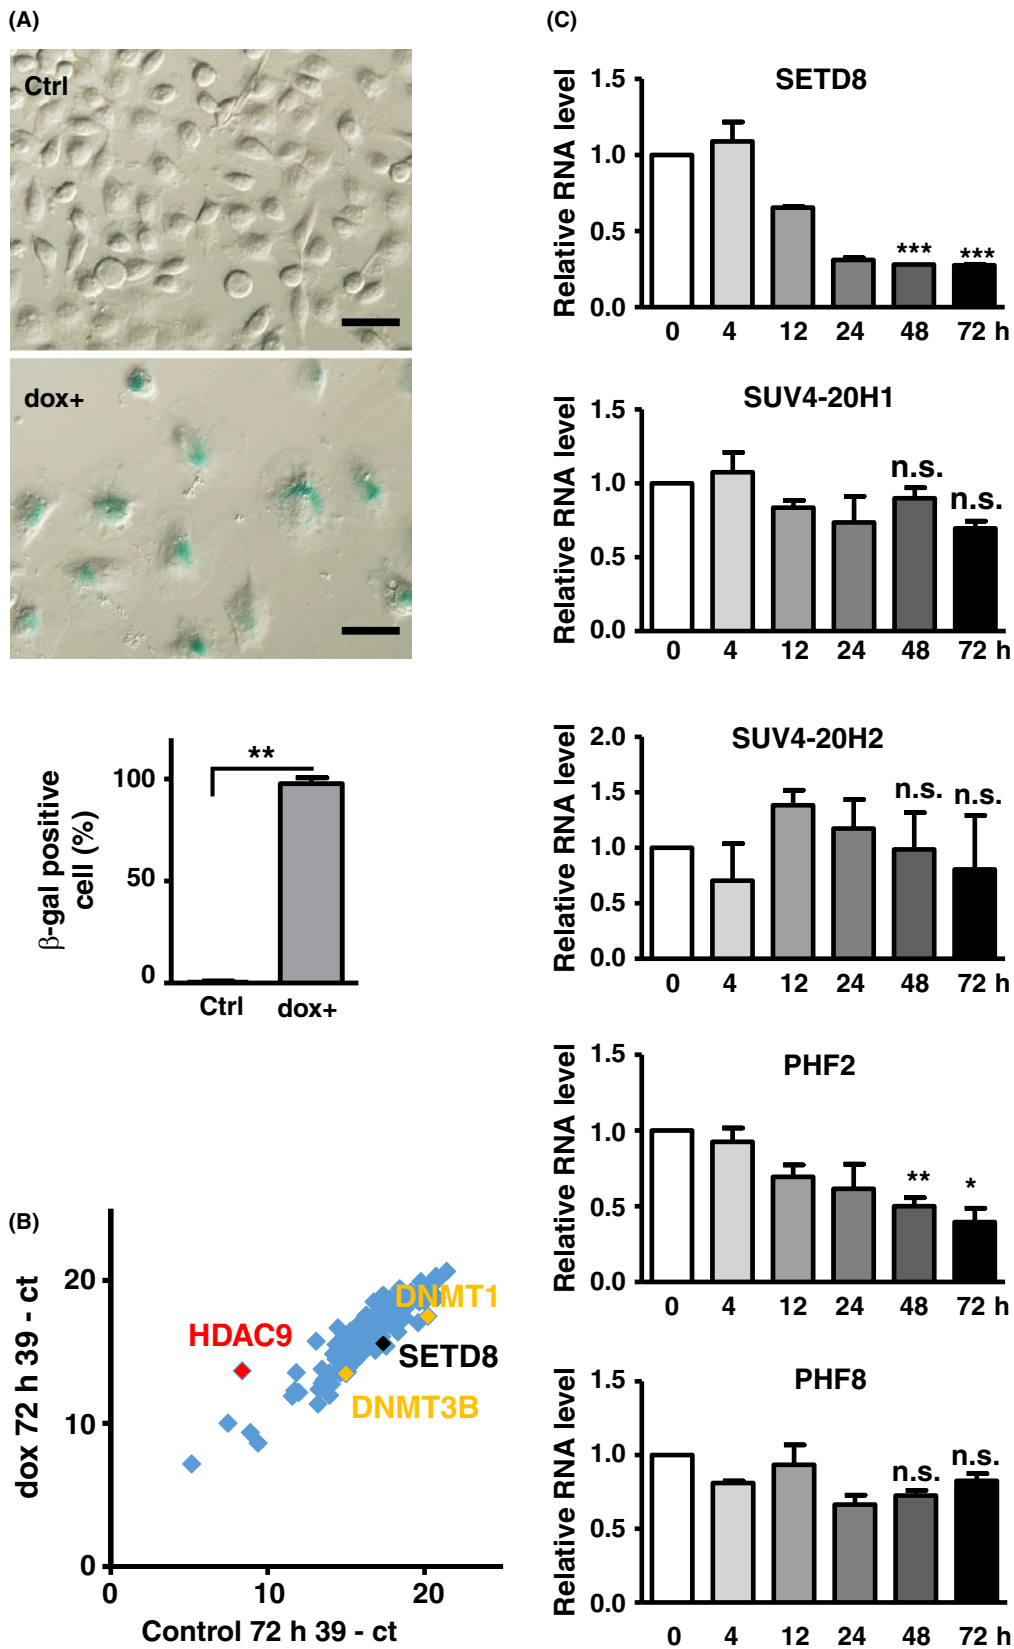 (A)
Ctrl
dox+
**
100
50
0
β-gal positive
cell (%)
Ctrl dox+
(B)
dox 72 h 39 - ct
20
10
0
HDAC9
DNMT1
SETD8
DNMT3B
0 10 20
Control 72 h 39 - ct
(C)
SETD8
Relative RNA level
1.5
1.0
0.5
0.0
*** ***
0 4 12 24 48 72 h
SUV4-20H1
Relative RNA level
1.5
1.0
0.5
0.0
n.s. n.s.
0 4 12 24 48 72 h
SUV4-20H2
Relative RNA level
2.0
1.5
1.0
0.5
0.0
n.s. n.s.
0 4 12 24 48 72 h
PHF2
Relative RNA level
1.5
1.0
0.5
0.0
** *
0 4 12 24 48 72 h
PHF8
Relative RNA level
1.5
1.0
0.5
0.0
n.s. n.s.
0 4 12 24 48 72 h